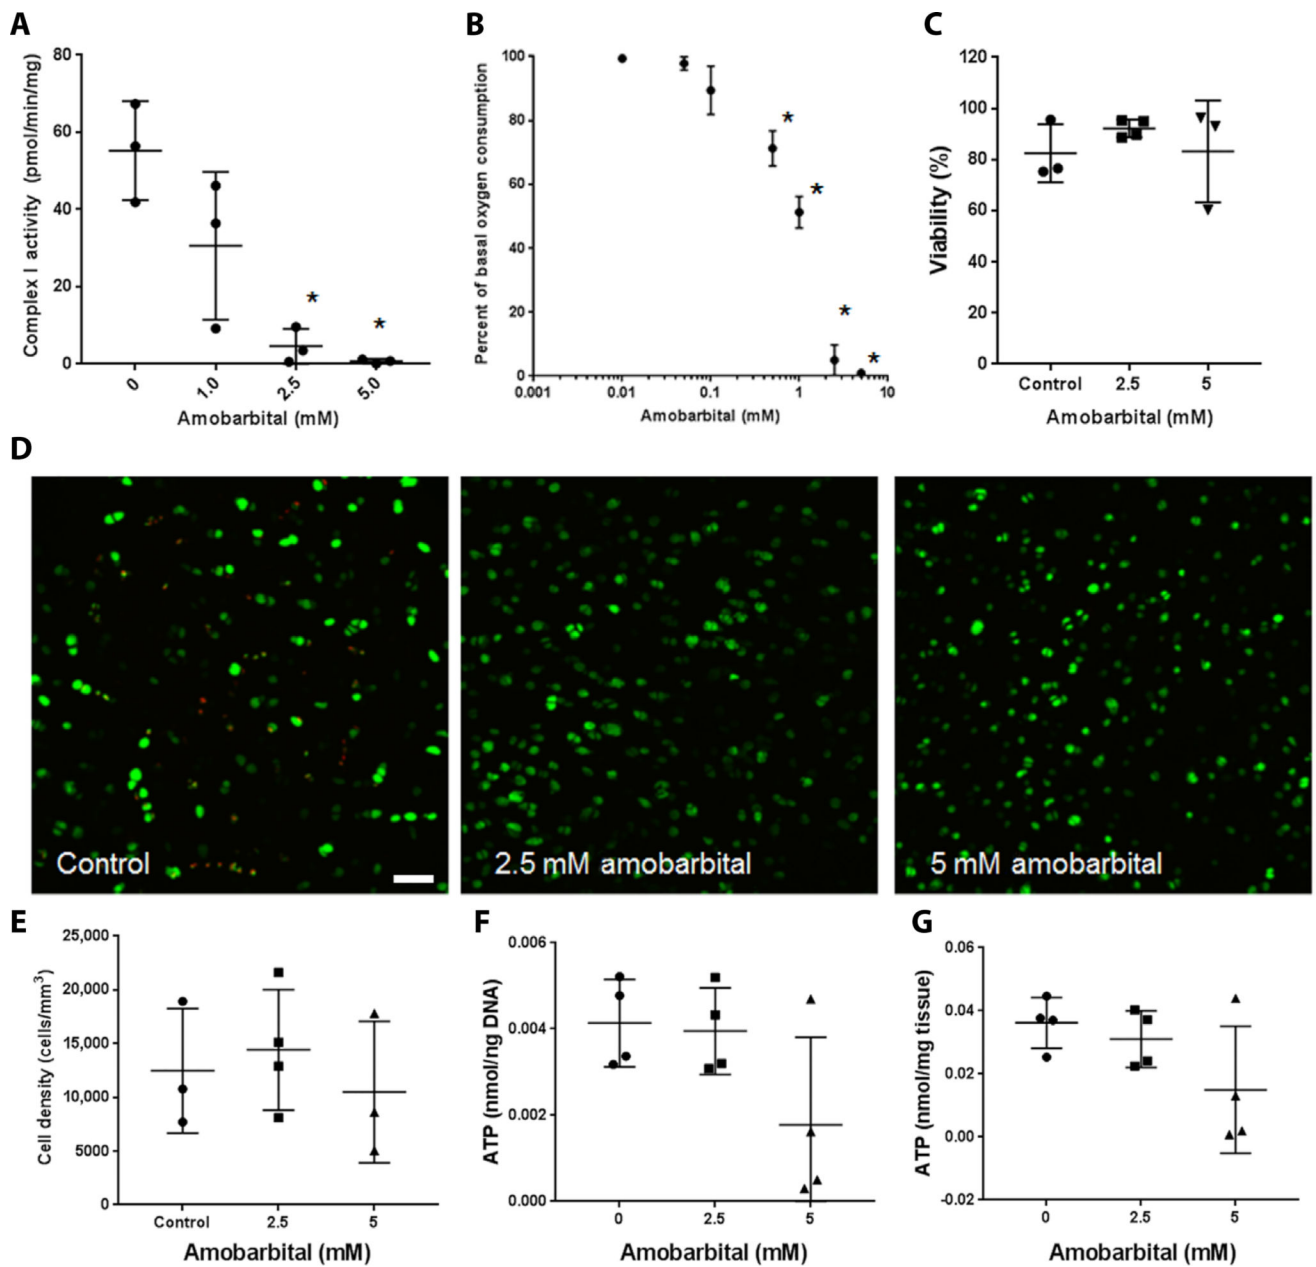 A
Complex I activity (pmol/min/mg)
80
60
40
20
0
0
1.0
2.5
5.0
*
*
Amobarbital (mM)
B
Percent of basal oxygen consumption
100
80
60
40
20
0
0.001
0.01
0.1
1
10
*
*
*
*
Amobarbital (mM)
C
Viability (%)
120
100
80
60
40
20
0
Control
2.5
5
Amobarbital (mM)
D
Control
2.5 mM amobarbital
5 mM amobarbital
E
Cell density (cells/mm³)
25,000
20,000
15,000
10,000
5000
0
Control
2.5
5
Amobarbital (mM)
F
ATP (nmol/ng DNA)
0.006
0.004
0.002
0.000
0
2.5
5
Amobarbital (mM)
G
ATP (nmol/mg tissue)
0.06
0.04
0.02
0.00
-0.02
0
2.5
5
Amobarbital (mM)